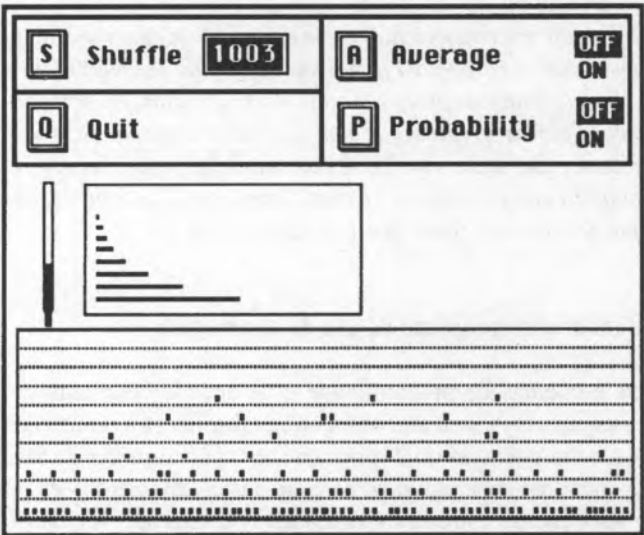 S Shuffle 1003
A Average OFF
ON
Q Quit
P Probability OFF
ON